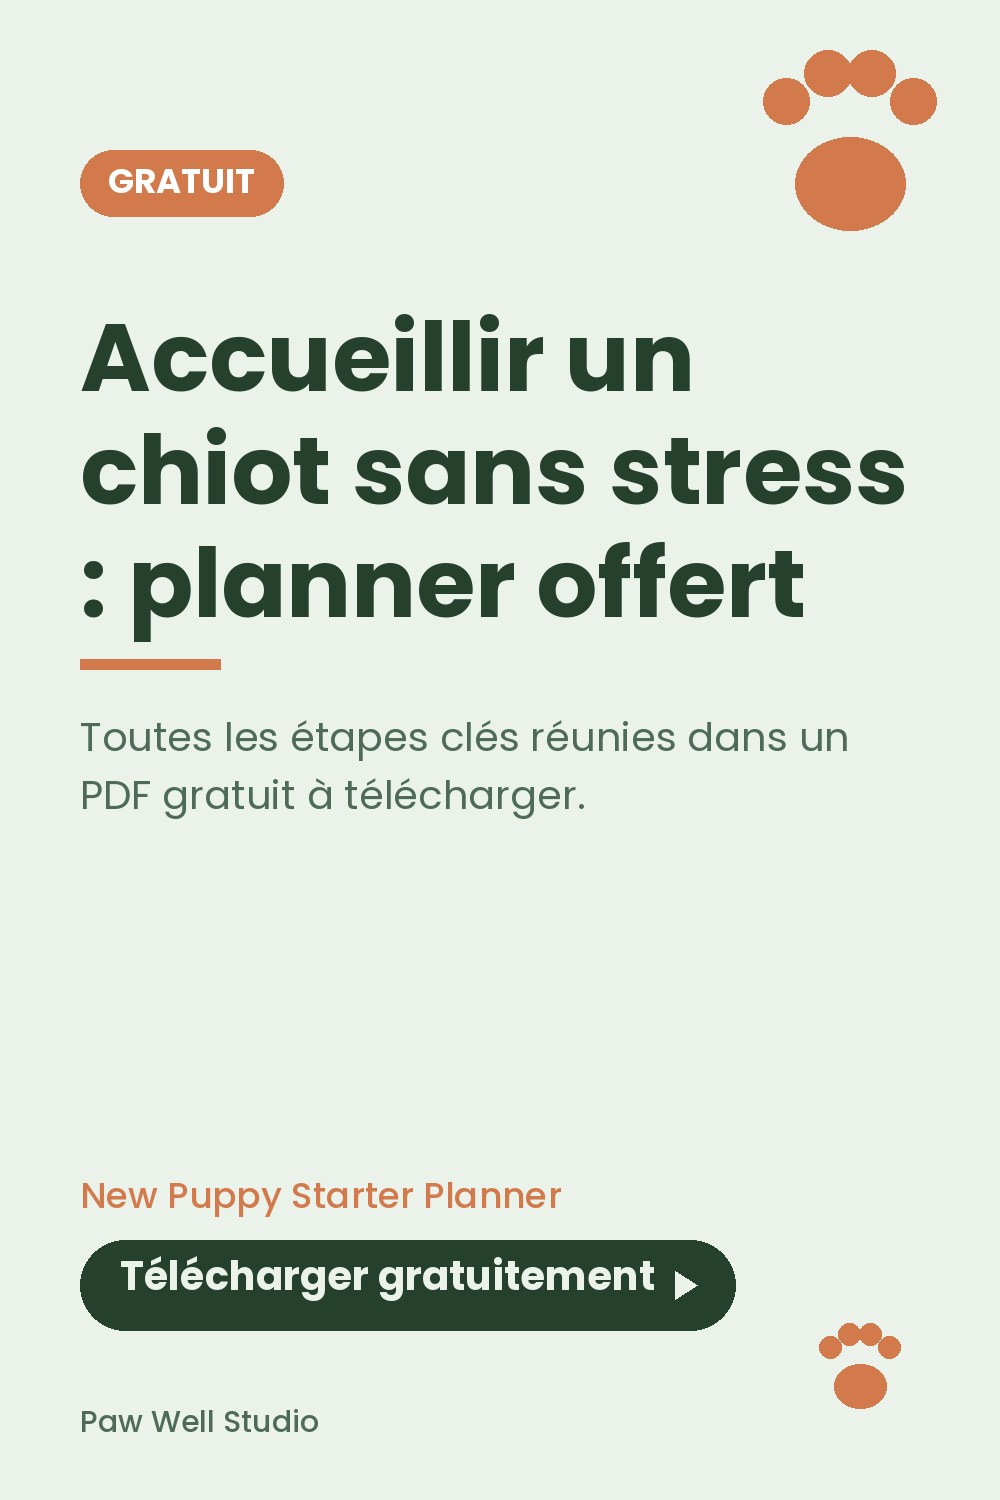 GRATUIT
Accueillir un
chiot sans stress
: planner offert
Toutes les étapes clés réunies dans un
PDF gratuit à télécharger.
New Puppy Starter Planner
Télécharger gratuitement
Paw Well Studio